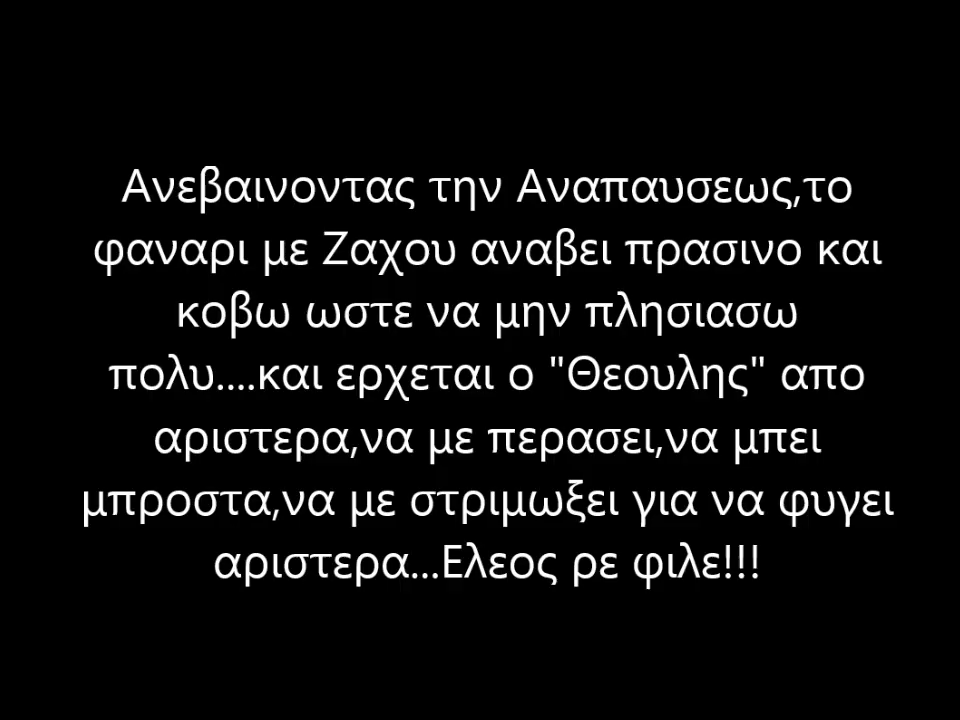 Ανεβαινοντας την Αναπαυσεως,το
φαναρι με Ζαχου αναβει πρασινο και
κοβω ωστε να μην πλησιασω
πολυ....και ερχεται ο "Θεουλης" απο
αριστερα,να με περασει,να μπει
μπροστα,να με στριμωξει για να φυγει
αριστερα...Ελεος ρε φιλε!!!